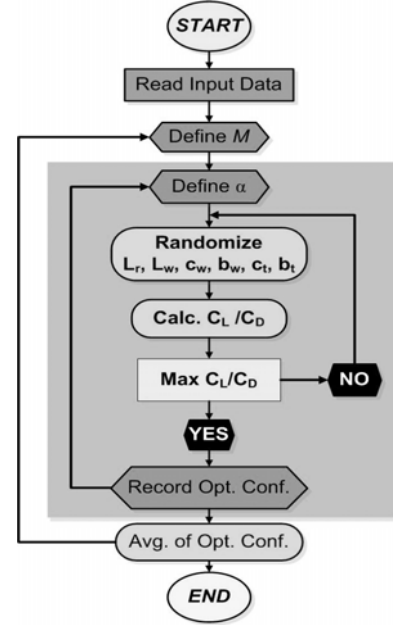 START
Read Input Data
Define M
Define α
Randomize
Lr, Lw, cw, bw, ct, bt
Calc. CL /CD
Max CL/CD
NO
YES
Record Opt. Conf.
Avg. of Opt. Conf.
END